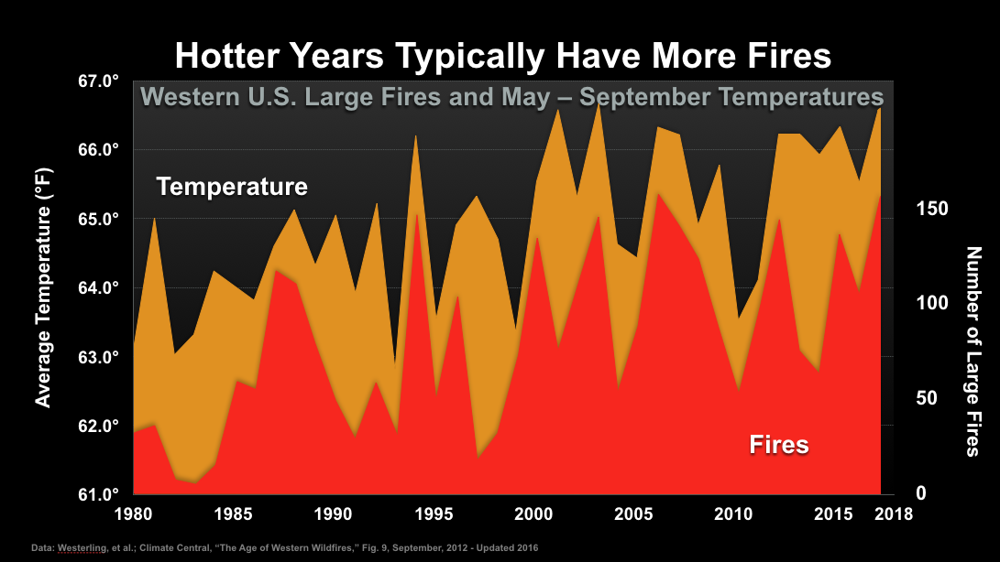 Hotter Years Typically Have More Fires
Western U.S. Large Fires and May – September Temperatures
67.0°
66.0°
65.0°
64.0°
63.0°
62.0°
61.0°
Average Temperature (°F)
Temperature
Fires
150
100
50
0
Number of Large Fires
1980 1985 1990 1995 2000 2005 2010 2015 2018
Data: Westerling, et al.; Climate Central, “The Age of Western Wildfires,” Fig. 9, September, 2012 - Updated 2016